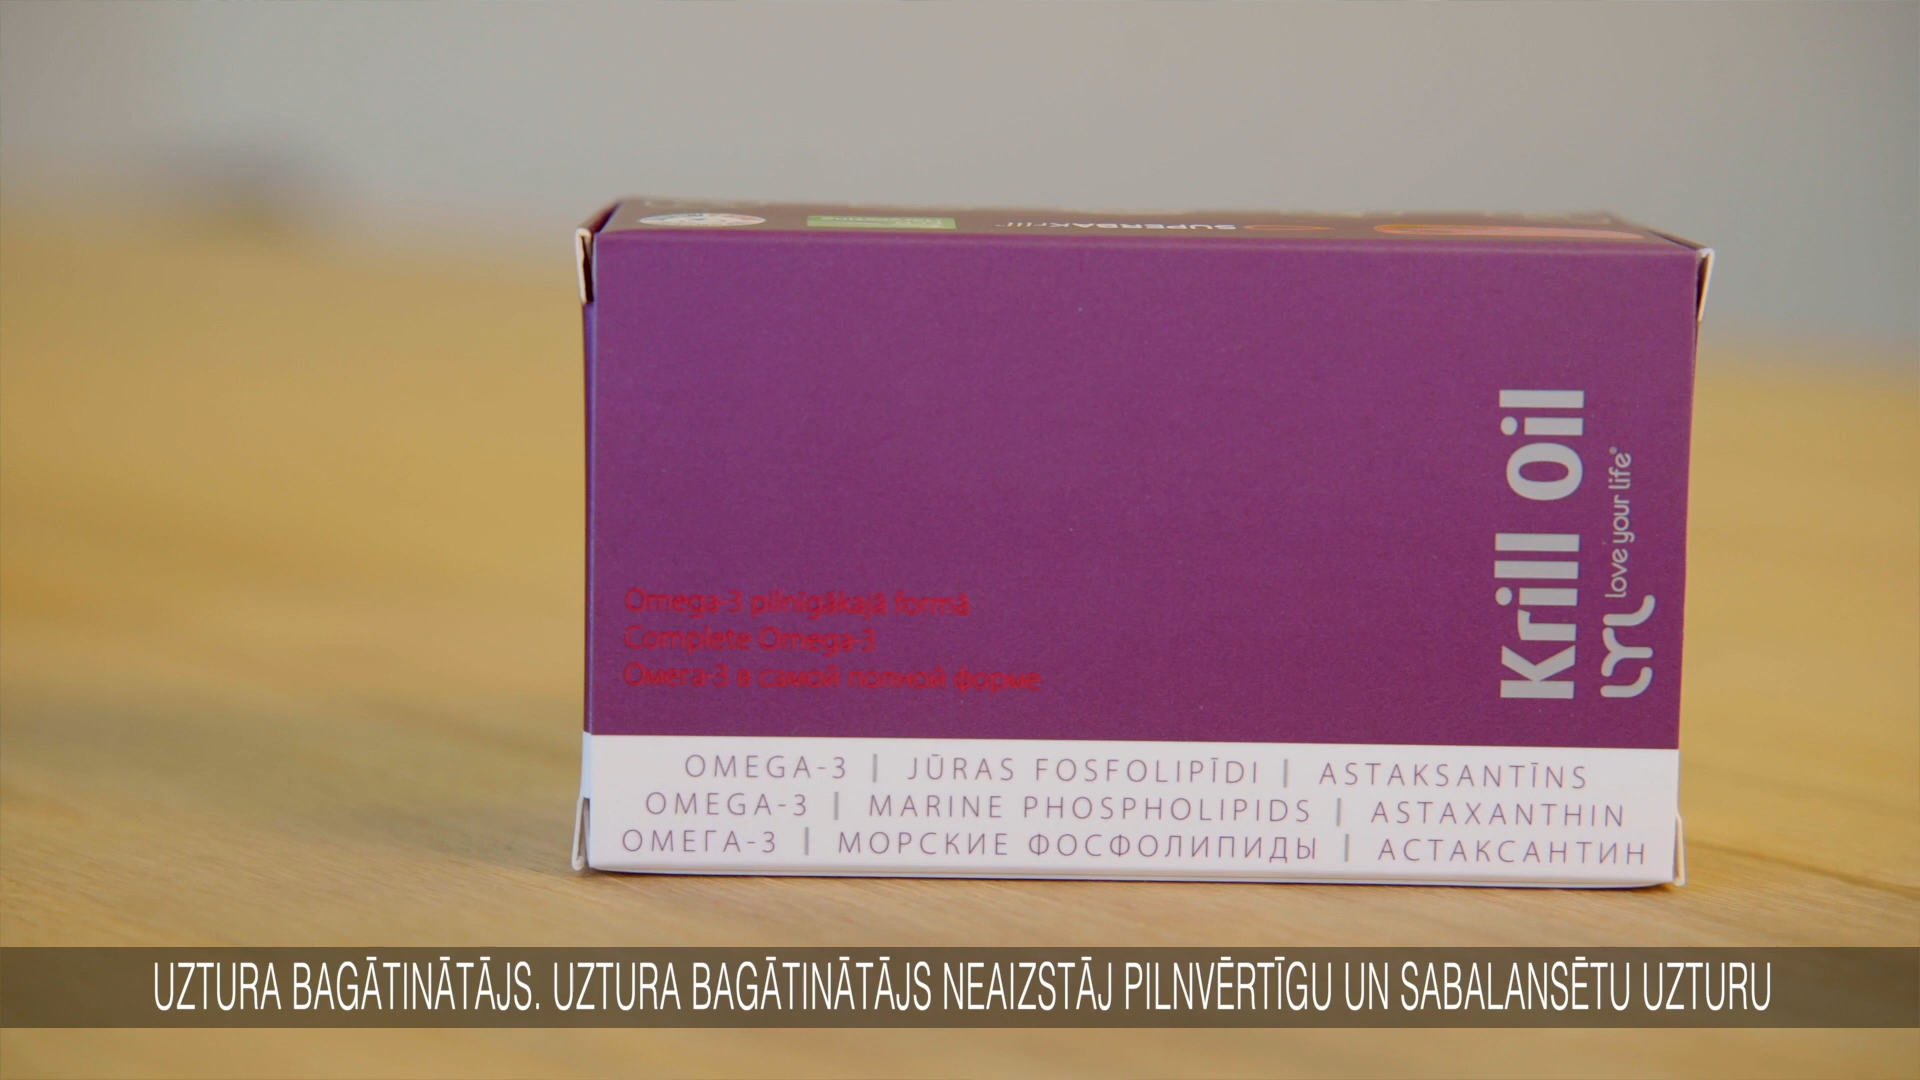 SUPERBAKrill™
Krill Oil
LYL love your life®
Omega-3 pilnīgākajā formā
Complete Omega-3
Омега-3 в самой полной форме
OMEGA-3 | JŪRAS FOSFOLIPĪDI | ASTAKSANTĪNS
OMEGA-3 | MARINE PHOSPHOLIPIDS | ASTAXANTHIN
ОМЕГА-3 | МОРСКИЕ ФОСФОЛИПИДЫ | АСТАКСАНТИН
UZTURA BAGĀTINĀTĀJS. UZTURA BAGĀTINĀTĀJS NEAIZSTĀJ PILNVĒRTĪGU UN SABALANSĒTU UZTURU